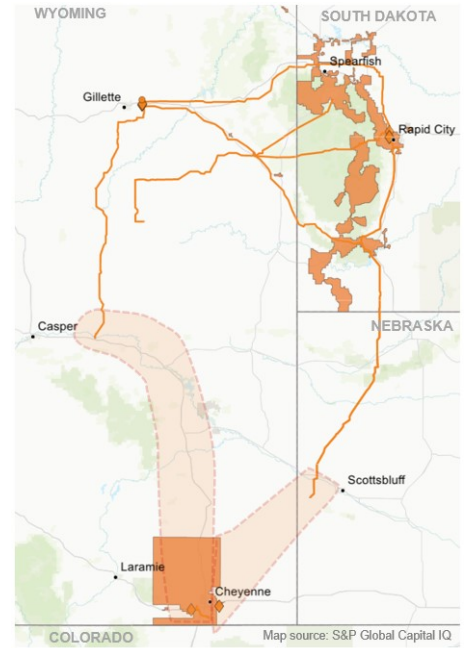 WYOMING
SOUTH DAKOTA
Spearfish
Gillette
Rapid City
Casper
NEBRASKA
Scottsbluff
Laramie
Cheyenne
COLORADO
Map source: S&P Global Capital IQ